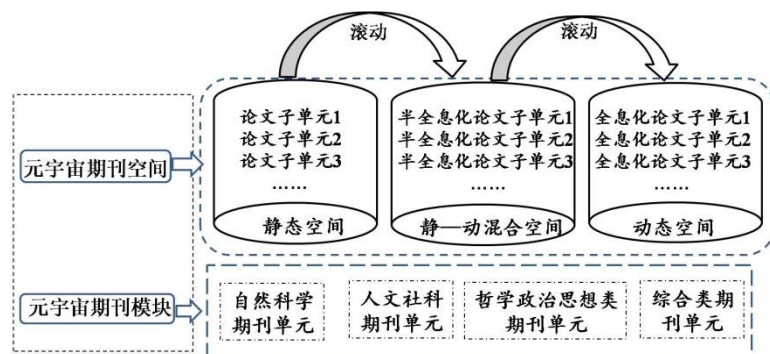 滚动
滚动
论文子单元1
论文子单元2
论文子单元3
……
静态空间
半全息化论文子单元1
半全息化论文子单元2
半全息化论文子单元3
……
静—动混合空间
全息化论文子单元1
全息化论文子单元2
全息化论文子单元3
……
动态空间
元宇宙期刊空间
元宇宙期刊模块
自然科学
期刊单元
人文社科
期刊单元
哲学政治思想类
期刊单元
综合类期
刊单元